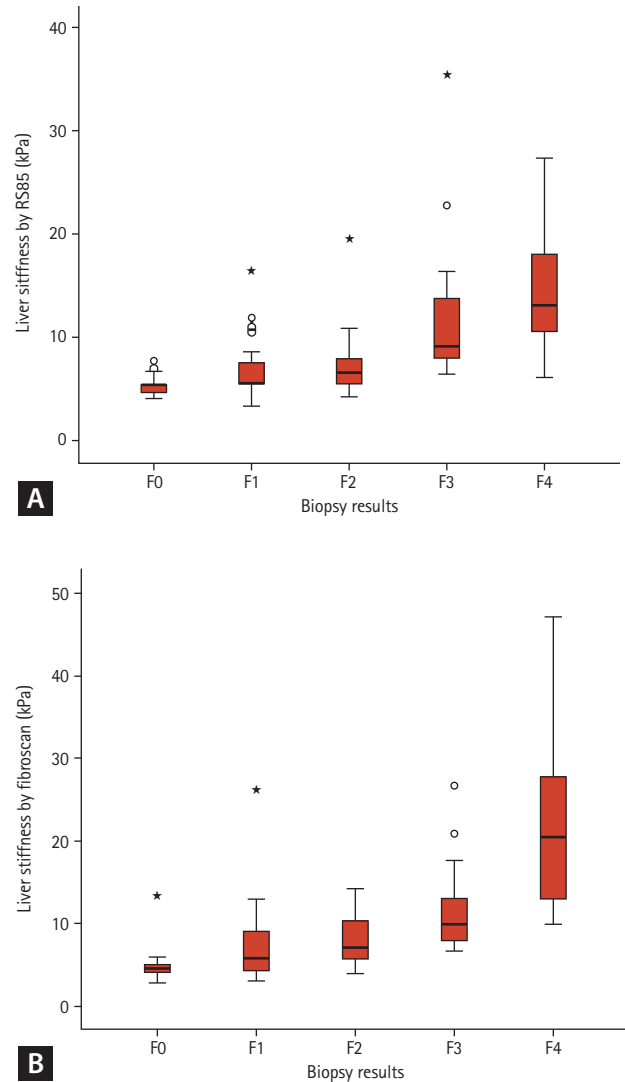 40
30
20
10
0
Liver sitffness by RS85 (kPa)
F0 F1 F2 F3 F4
Biopsy results
A
50
40
30
20
10
0
Liver stiffness by fibroscan (kPa)
F0 F1 F2 F3 F4
Biopsy results
B